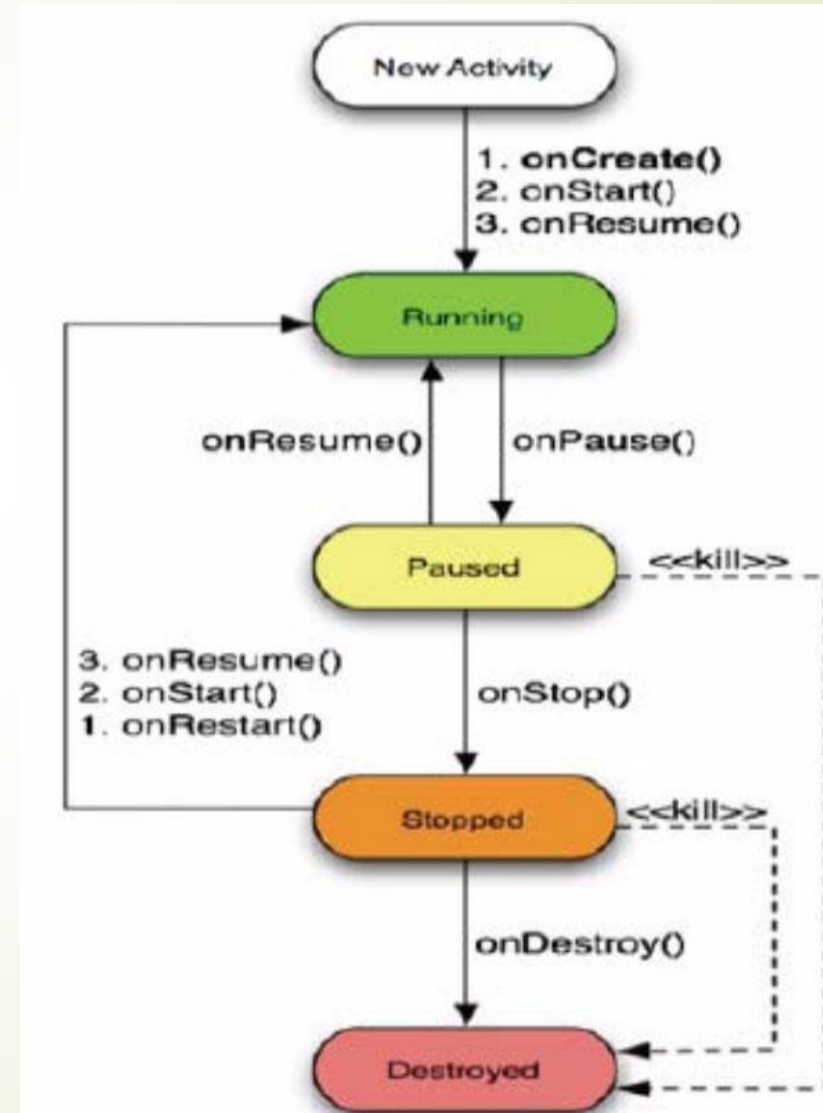 New Activity
1. onCreate()
2. onStart()
3. onResume()
Running
onResume()
onPause()
Paused
<<kill>>
3. onResume()
2. onStart()
1. onRestart()
onStop()
Stopped
<<kill>>
onDestroy()
Destroyed